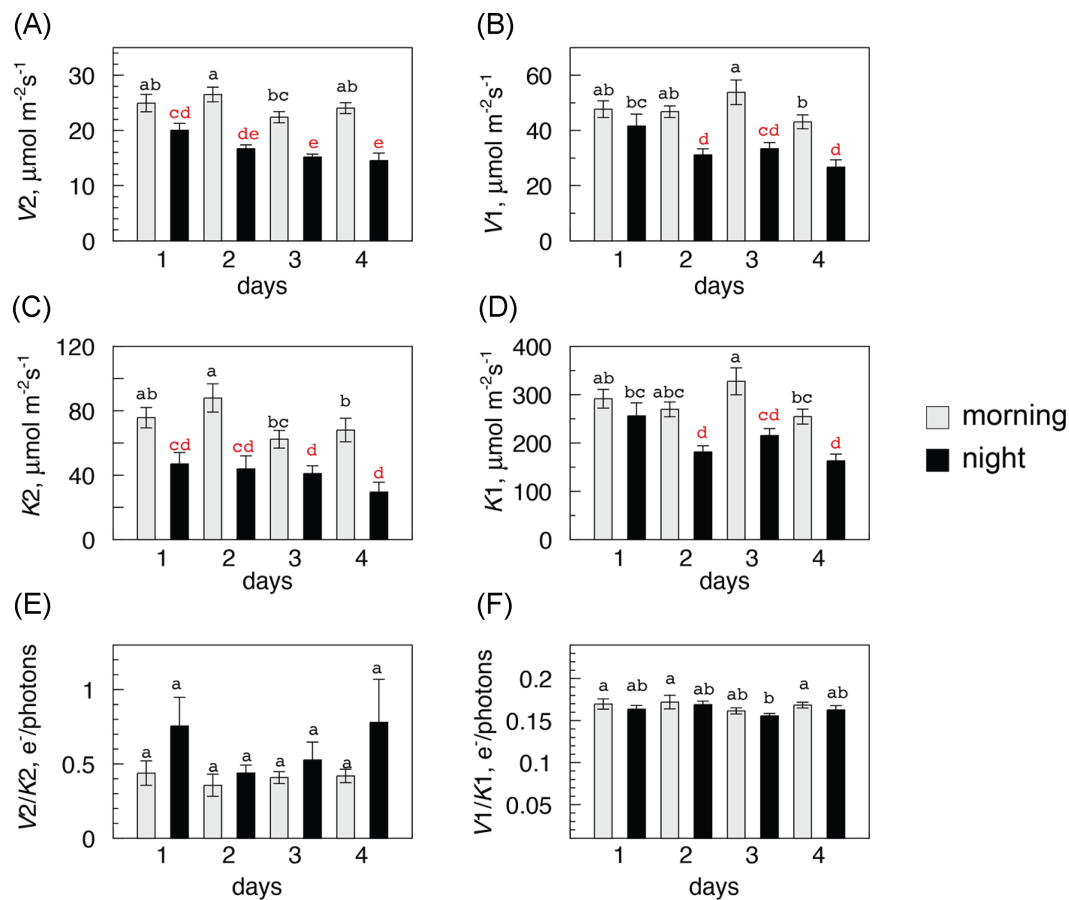 (A)
V2, μmol m-2s-1
30
20
10
0
ab
cd
a
de
bc
e
ab
e
1 2 3 4
days
(B)
V1, μmol m-2s-1
60
40
20
0
ab
bc
ab
d
a
cd
b
d
1 2 3 4
days
(C)
K2, μmol m-2s-1
120
80
40
0
ab
cd
a
cd
bc
d
b
d
1 2 3 4
days
(D)
K1, μmol m-2s-1
400
300
200
100
0
ab
bc
abc
d
a
cd
b
d
1 2 3 4
days
morning
night
(E)
V2/K2, e-/photons
1
0.5
0
a
a
a
a
a
a
a
a
1 2 3 4
days
(F)
V1/K1, e-/photons
0.2
0.15
0.1
0.05
a
ab
a
ab
ab
b
a
ab
1 2 3 4
days